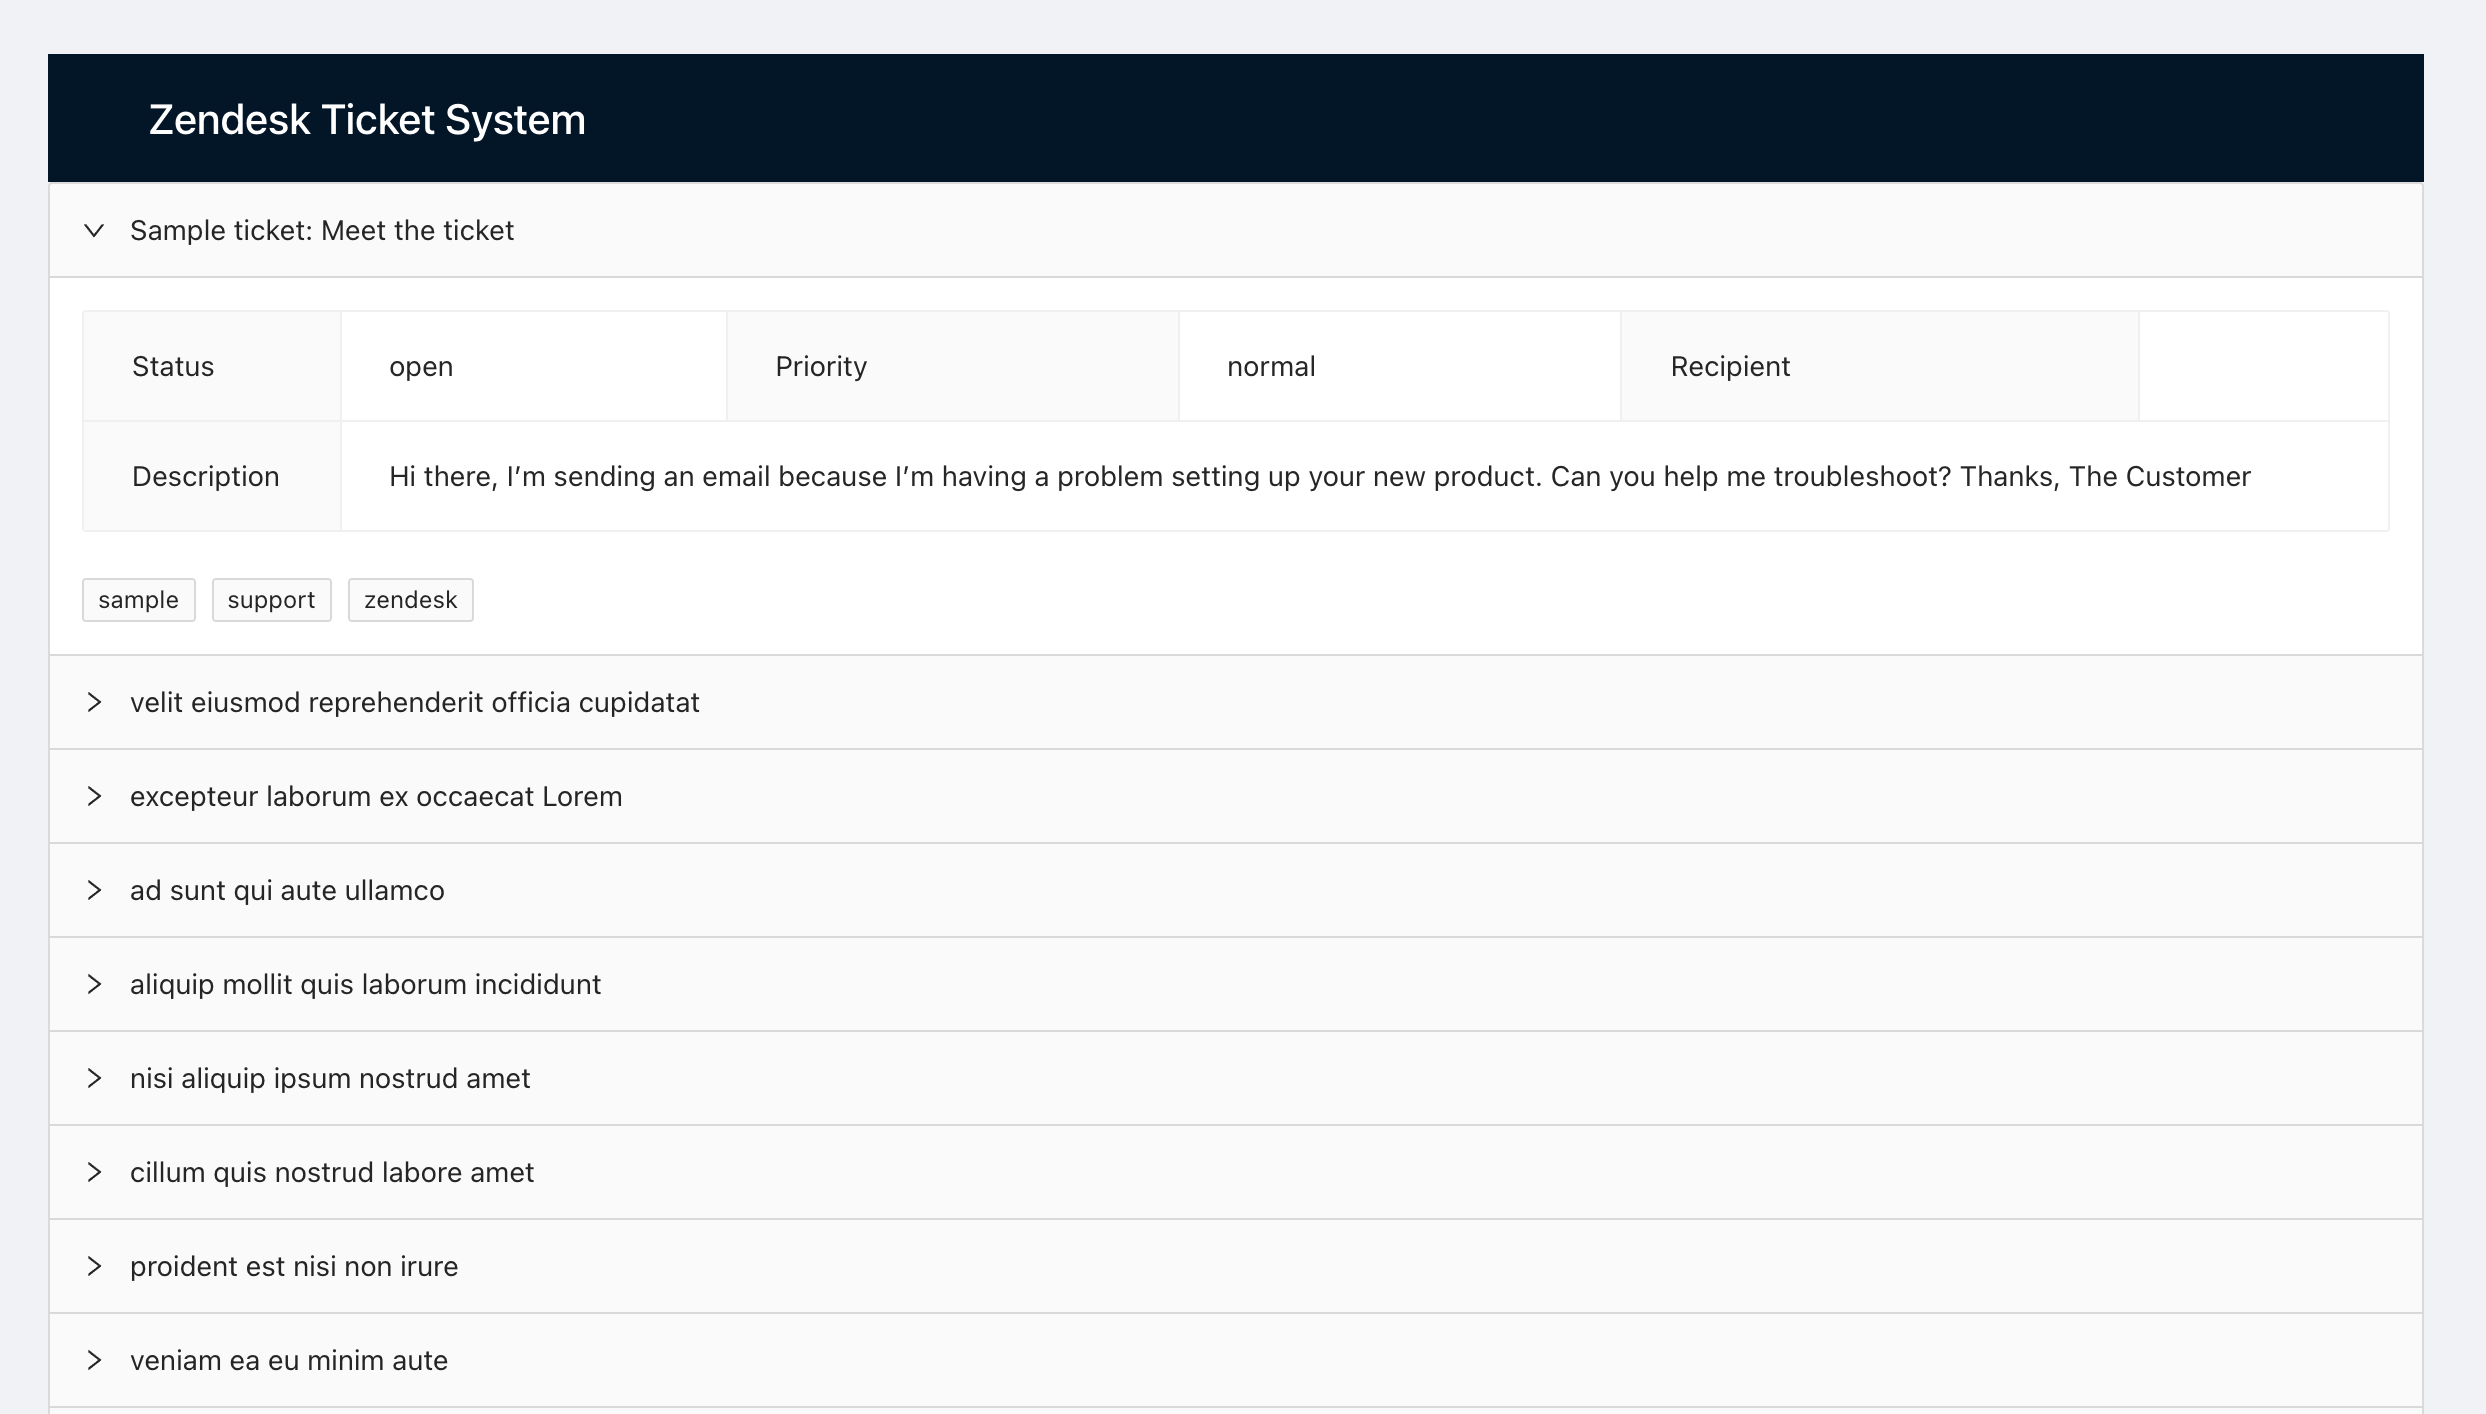 Zendesk Ticket System
Sample ticket: Meet the ticket
Status open Priority normal Recipient
Description Hi there, I’m sending an email because I’m having a problem setting up your new product. Can you help me troubleshoot? Thanks, The Customer
sample support zendesk
velit eiusmod reprehenderit officia cupidatat
excepteur laborum ex occaecat Lorem
ad sunt qui aute ullamco
aliquip mollit quis laborum incididunt
nisi aliquip ipsum nostrud amet
cillum quis nostrud labore amet
proident est nisi non irure
veniam ea eu minim aute